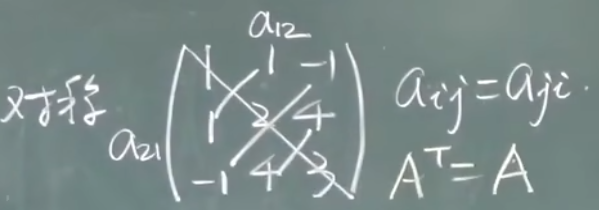 a₁₂
对称 a₂₁ ( 1 1 -1
1 2 4
-1 4 3 )
aᵢⱼ=aⱼᵢ.
Aᵀ=A